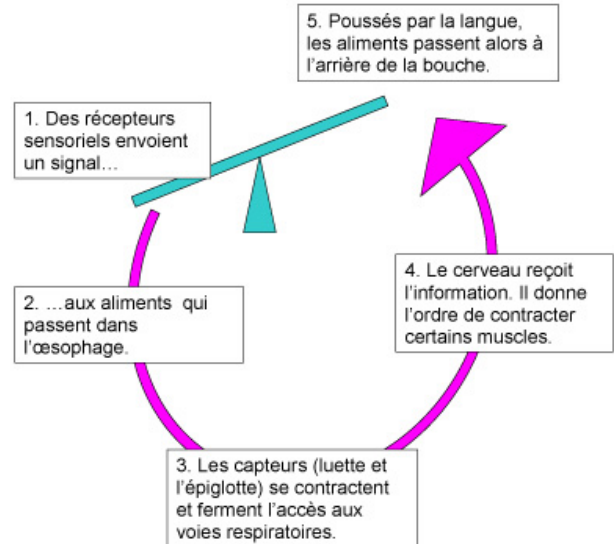 1. Des récepteurs
sensoriels envoient
un signal…
2. …aux aliments qui
passent dans
l'œsophage.
3. Les capteurs (luette et
l'épiglotte) se contractent
et ferment l'accès aux
voies respiratoires.
4. Le cerveau reçoit
l'information. Il donne
l'ordre de contracter
certains muscles.
5. Poussés par la langue,
les aliments passent alors à
l'arrière de la bouche.